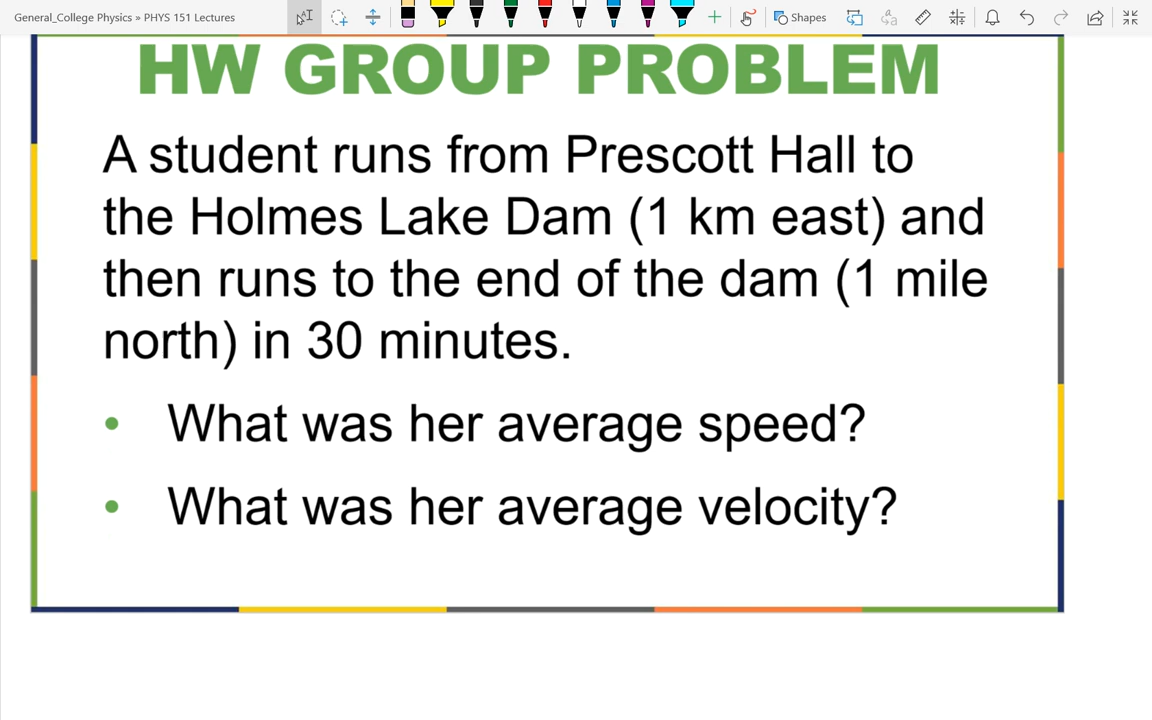 General_College Physics » PHYS 151 Lectures
Shapes
HW GROUP PROBLEM
A student runs from Prescott Hall to
the Holmes Lake Dam (1 km east) and
then runs to the end of the dam (1 mile
north) in 30 minutes.
• What was her average speed?
• What was her average velocity?